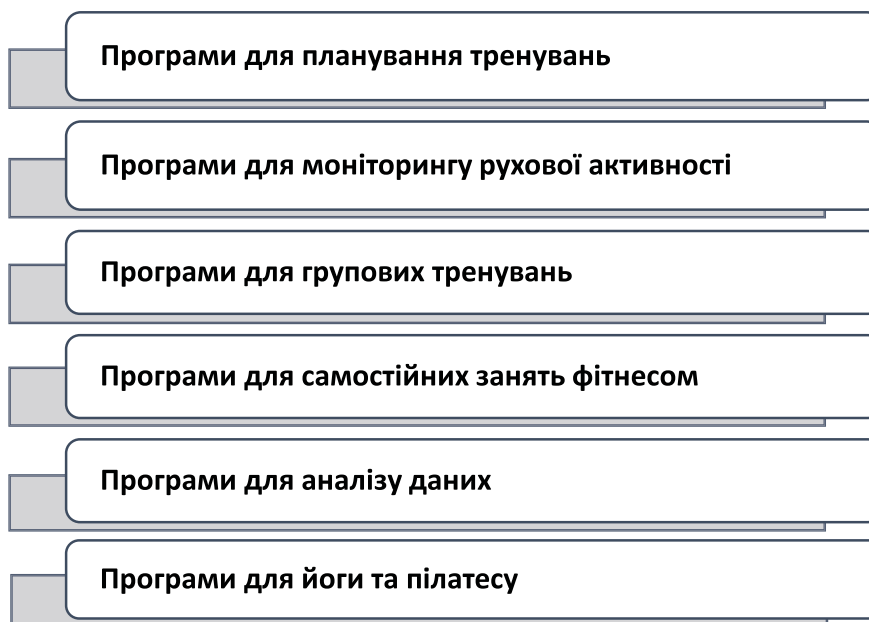 Програми для планування тренувань
Програми для моніторингу рухової активності
Програми для групових тренувань
Програми для самостійних занять фітнесом
Програми для аналізу даних
Програми для йоги та пілатесу